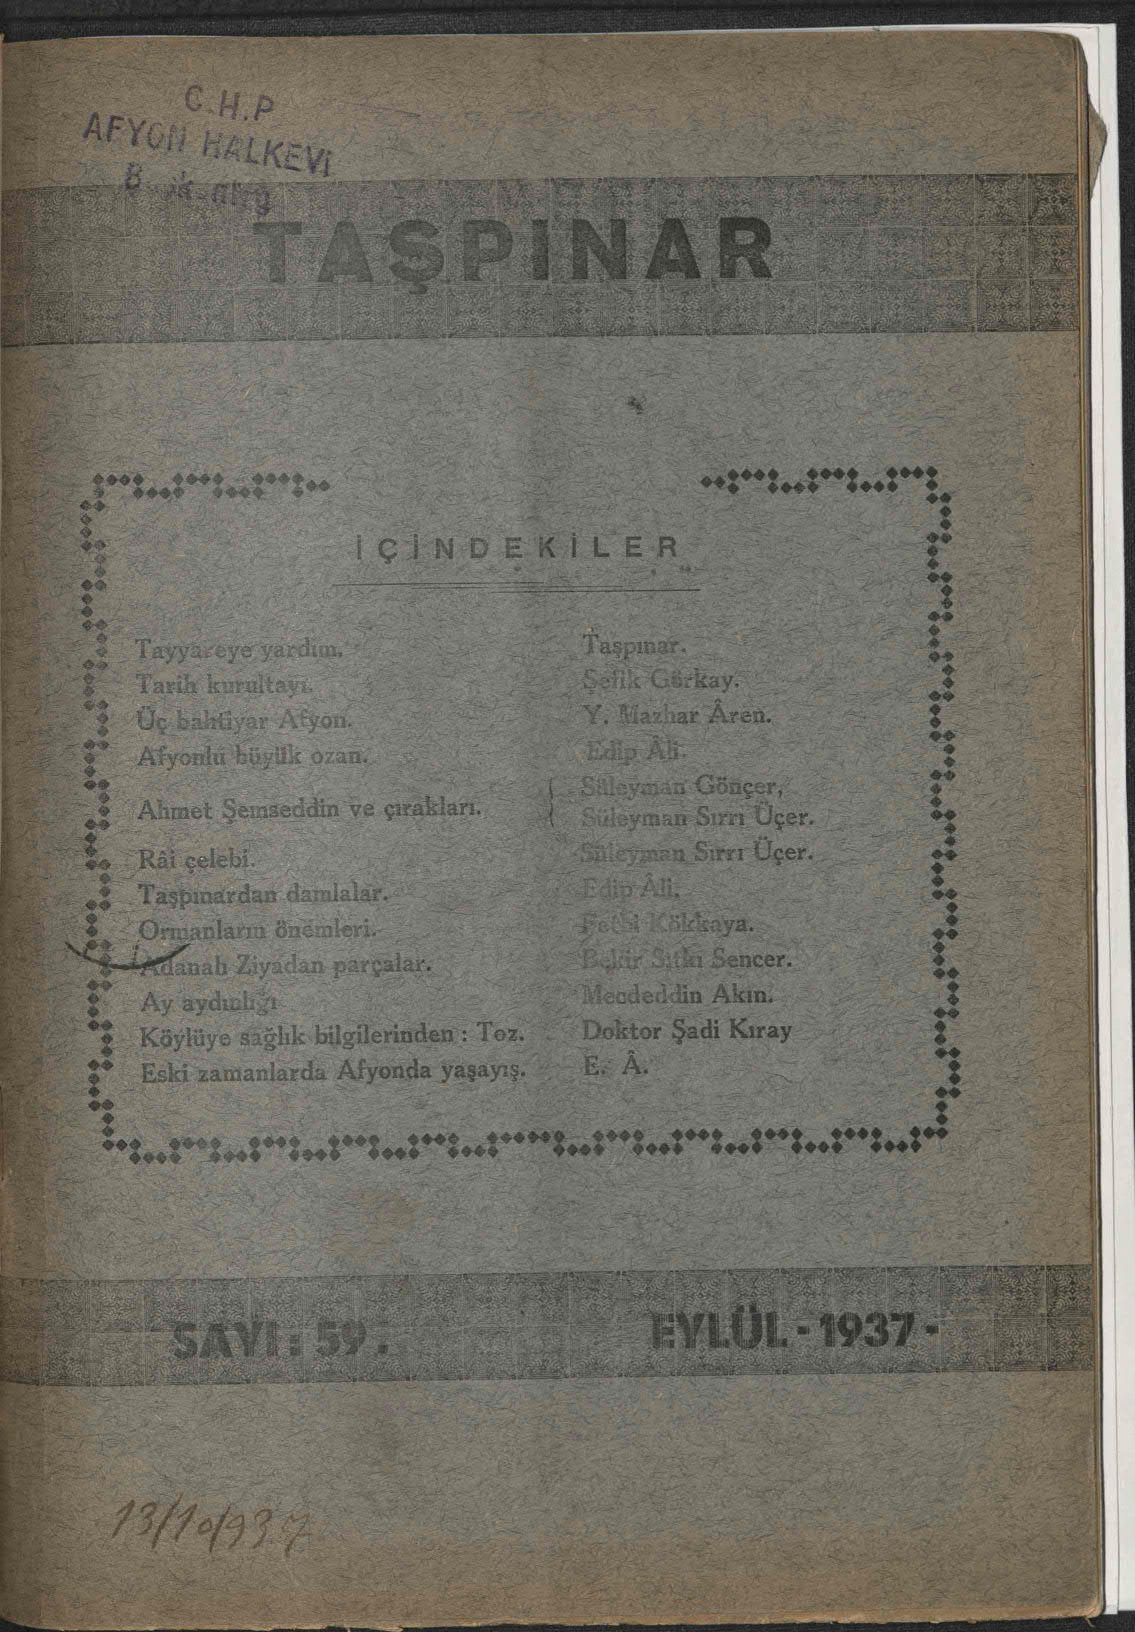 C.H.P
AFYON HALKEVİ
TAŞPINAR
İÇİNDEKİLER
Tayyareye yardım. Taşpınar.
Tarih kurultayı. Şefik Görkay.
Üç bahtiyar Afyon. Y. Mazhar Âren.
Afyonlu büyük ozan. Edip Âli.
Ahmet Şemseddin ve çırakları. { Süleyman Gönçer,
Süleyman Sırrı Üçer.
Râi çelebi. Süleyman Sırrı Üçer.
Taşpınardan damlalar. Edip Âli.
Ormanların önemleri. Fethi Kökkaya.
Adanalı Ziyadan parçalar. Bekir Sıtkı Sencer.
Ay aydınlığı Mecdeddin Akın.
Köylüye sağlık bilgilerinden : Toz. Doktor Şadi Kıray
Eski zamanlarda Afyonda yaşayış. E. Â.
SAYI : 59. EYLÜL - 1937 -
13/10/937